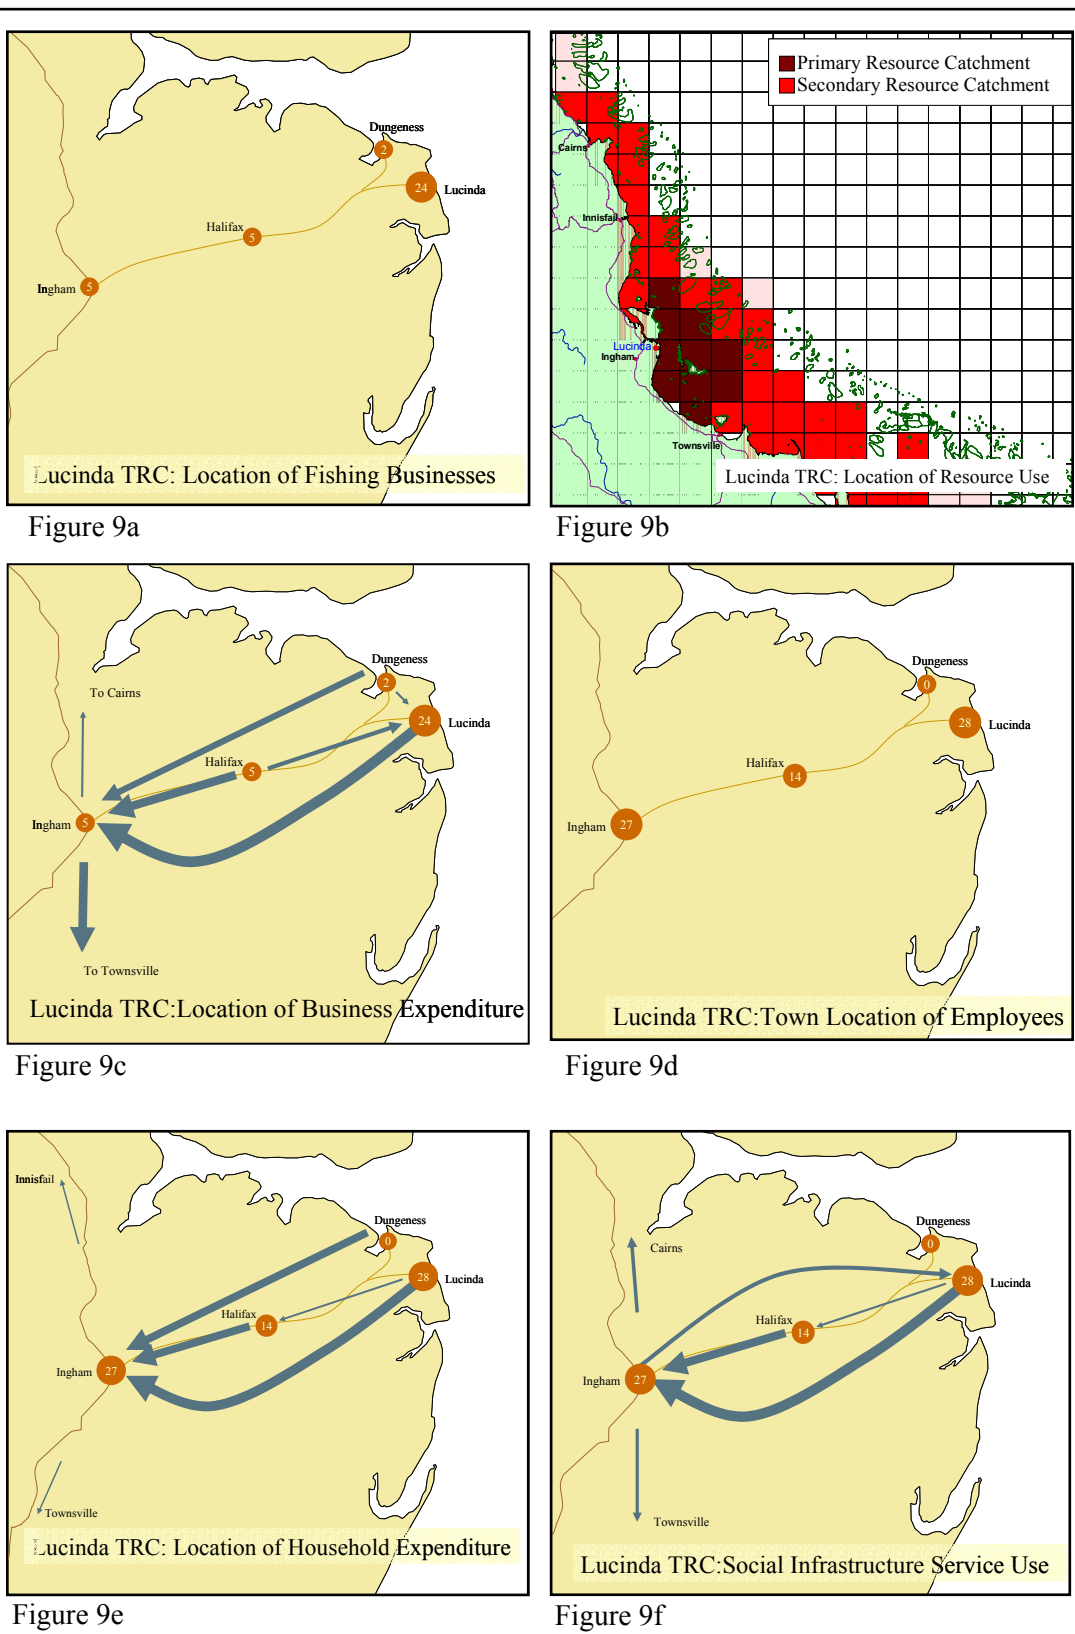 Dungeness
2
24
Lucinda
Halifax
5
Ingham
5
Lucinda TRC: Location of Fishing Businesses
Figure 9a
Primary Resource Catchment
Secondary Resource Catchment
Cairns
Innisfail
Lucinda
Ingham
Townsville
Lucinda TRC: Location of Resource Use
Figure 9b
Dungeness
2
To Cairns
24
Lucinda
Halifax
5
Ingham
5
To Townsville
Lucinda TRC:Location of Business Expenditure
Figure 9c
Dungeness
0
28
Lucinda
Halifax
14
Ingham
27
Lucinda TRC:Town Location of Employees
Figure 9d
Innisfail
Dungeness
0
28
Lucinda
Halifax
14
Ingham
27
Townsville
Lucinda TRC: Location of Household Expenditure
Figure 9e
Dungeness
0
Cairns
28
Lucinda
Halifax
14
Ingham
27
Townsville
Lucinda TRC:Social Infrastructure Service Use
Figure 9f